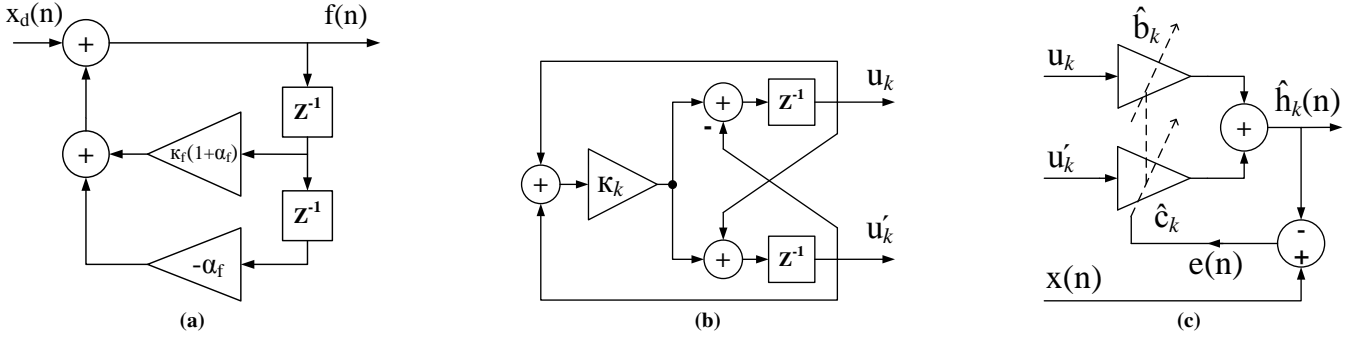 x_d(n)
f(n)
+
z⁻¹
+
κ_f(1+α_f)
z⁻¹
-α_f
(a)
+
-
z⁻¹
u_k
+
κ_k
+
z⁻¹
u′_k
(b)
b̂_k
u_k
ĥ_k(n)
+
u′_k
ĉ_k
-
+
e(n)
x(n)
(c)